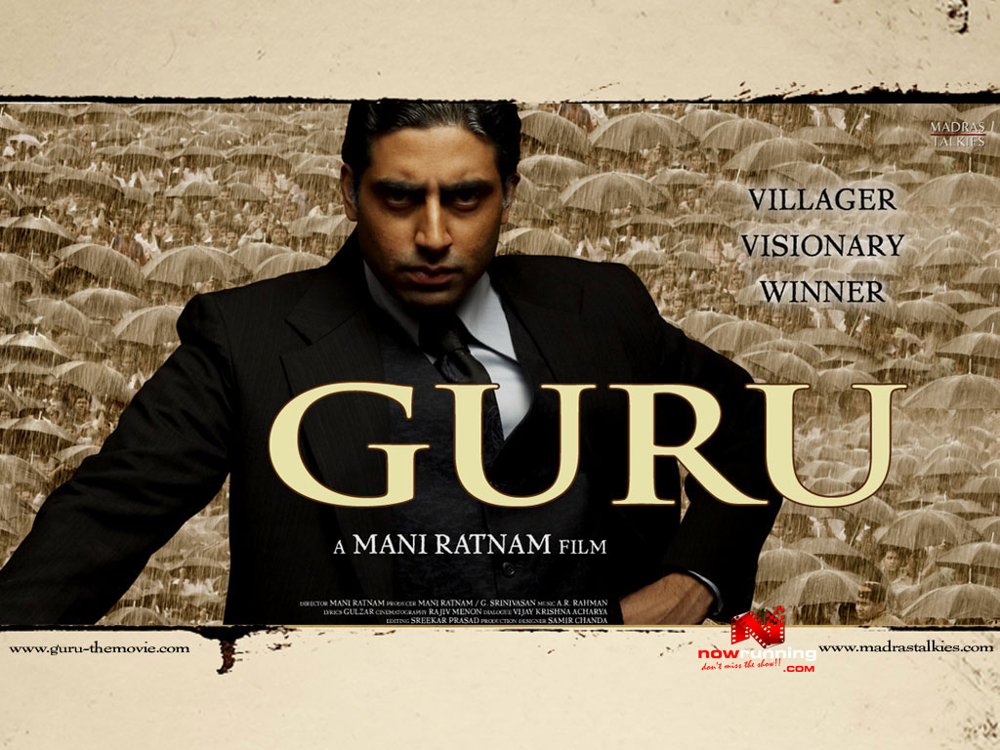 MADRAS
TALKIES
VILLAGER
VISIONARY
WINNER
GURU
A MANI RATNAM FILM
DIRECTOR MANI RATNAM PRODUCER MANI RATNAM / G. SRINIVASAN MUSIC A.R. RAHMAN
LYRICS GULZAR CINEMATOGRAPHY RAJIV MENON DIALOGUE VIJAY KRISHNA ACHARYA
EDITING SREEKAR PRASAD PRODUCTION DESIGNER SAMIR CHANDA
www.guru-themovie.com
nowrunning
don't miss the show!! .COM
www.madrastalkies.com